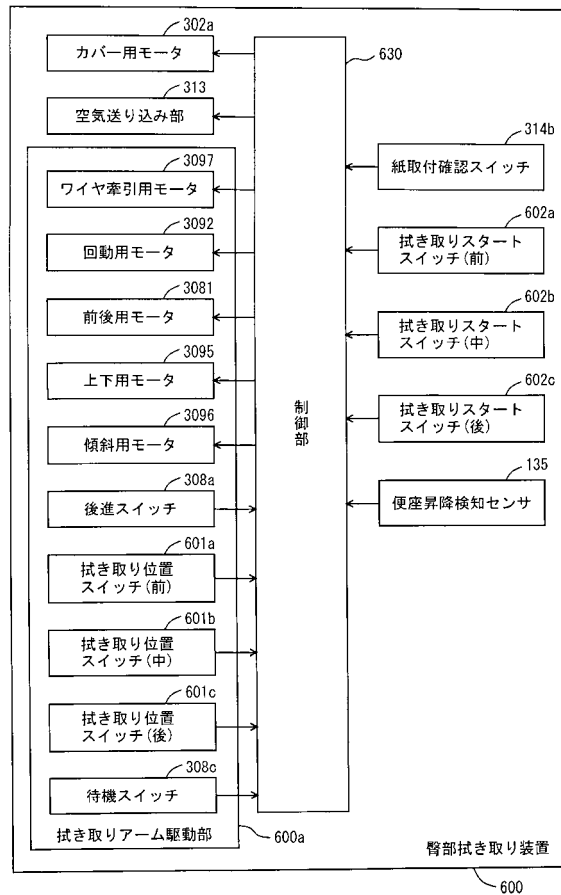 302a
カバー用モータ
313
空気送り込み部
3097
ワイヤ牽引用モータ
3092
回動用モータ
3081
前後用モータ
3095
上下用モータ
3096
傾斜用モータ
308a
後進スイッチ
601a
拭き取り位置
スイッチ(前)
601b
拭き取り位置
スイッチ(中)
601c
拭き取り位置
スイッチ(後)
308c
待機スイッチ
拭き取りアーム駆動部
600a
630
制御部
314b
紙取付確認スイッチ
602a
拭き取りスタート
スイッチ(前)
602b
拭き取りスタート
スイッチ(中)
602c
拭き取りスタート
スイッチ(後)
135
便座昇降検知センサ
臀部拭き取り装置
600